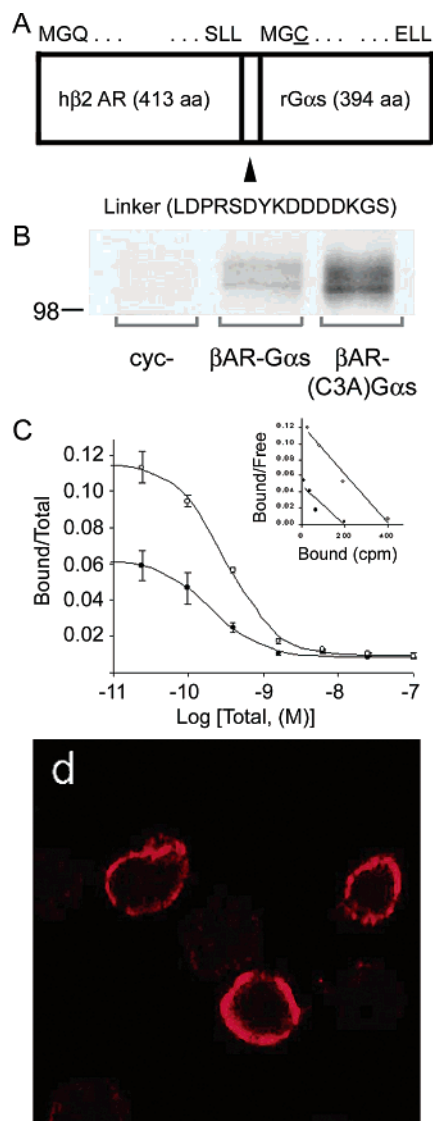 A
MGQ . . . . . . SLL MGC . . . . . . ELL
hβ2 AR (413 aa)
rGαs (394 aa)
Linker (LDPRSDYKDDDDKGS)
B
98
cyc-
βAR-Gαs
βAR-
(C3A)Gαs
C
Bound/Total
0.12
0.10
0.08
0.06
0.04
0.02
-11 -10 -9 -8 -7
Log [Total, (M)]
Bound/Free
0.12
0.10
0.08
0.06
0.04
0.02
0.00
0 200 400
Bound (cpm)
d